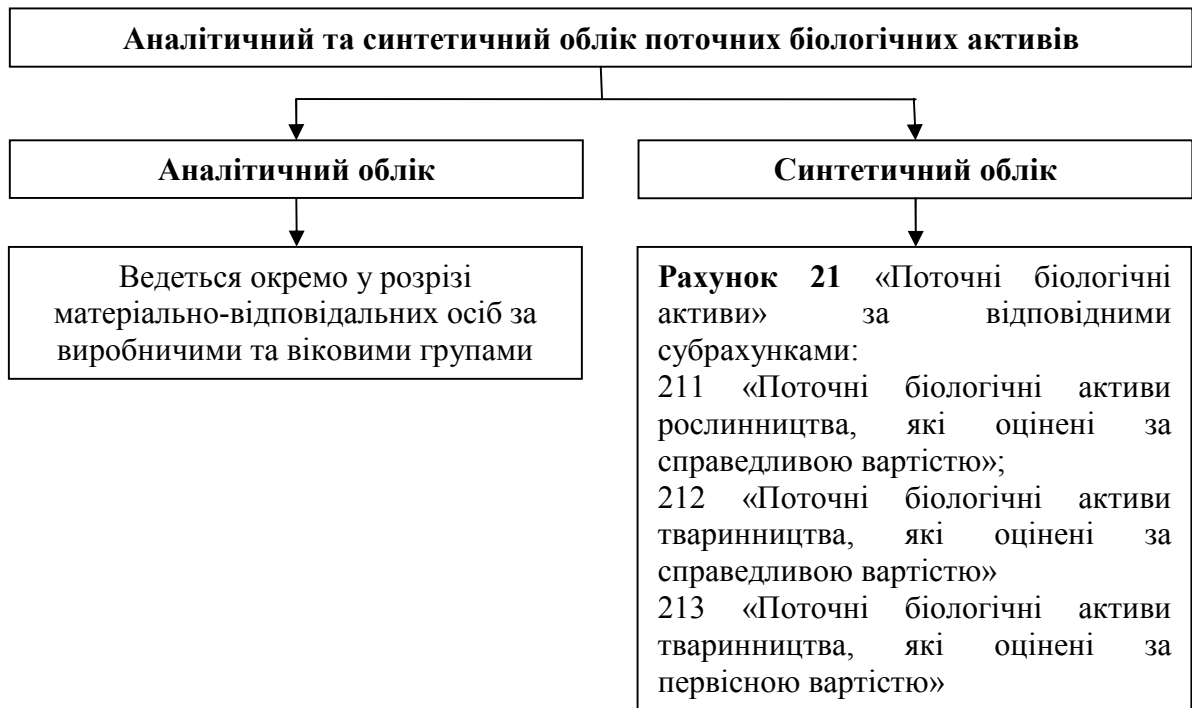 Аналітичний та синтетичний облік поточних біологічних активів
Аналітичний облік
Синтетичний облік
Ведеться окремо у розрізі
матеріально-відповідальних осіб за
виробничими та віковими групами
Рахунок 21 «Поточні біологічні
активи» за відповідними
субрахунками:
211 «Поточні біологічні активи
рослинництва, які оцінені за
справедливою вартістю»;
212 «Поточні біологічні активи
тваринництва, які оцінені за
справедливою вартістю»
213 «Поточні біологічні активи
тваринництва, які оцінені за
первісною вартістю»